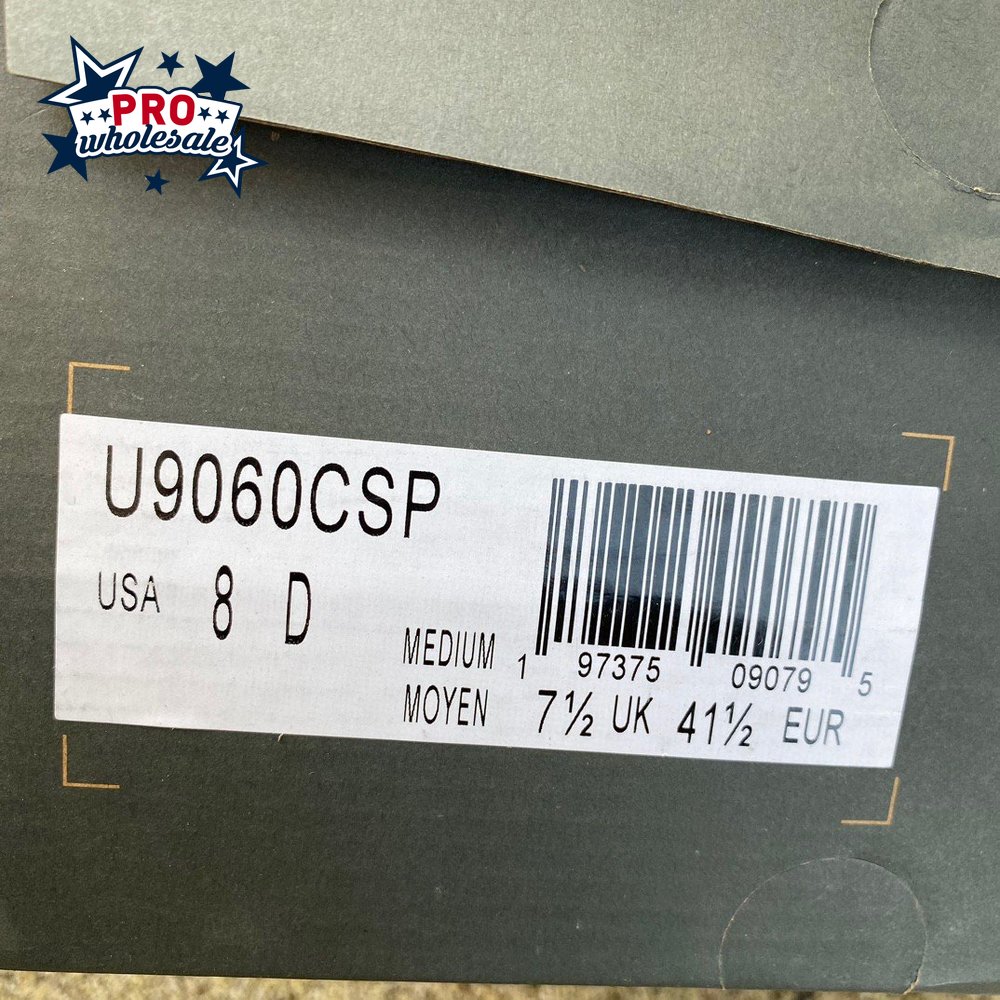 PRO
wholesale
U9060CSP
USA 8 D
MEDIUM
MOYEN
1 97375 09079 5
7½ UK 41½ EUR